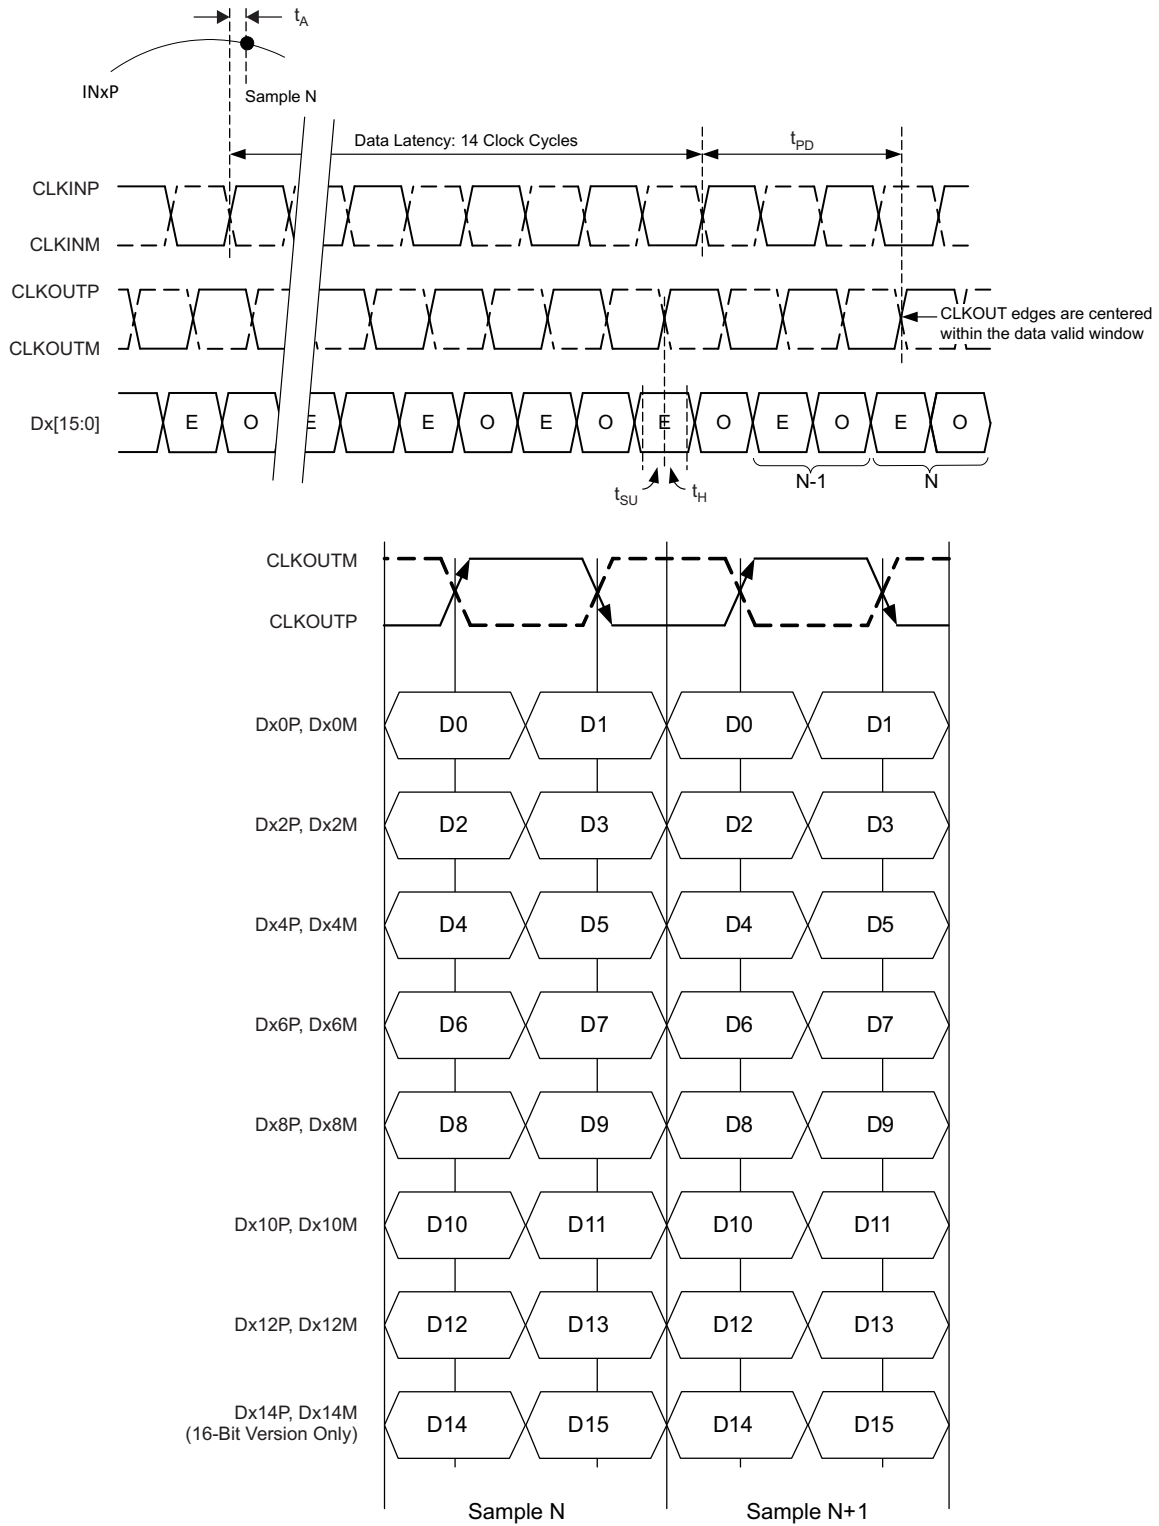 tA
INxP
Sample N
Data Latency: 14 Clock Cycles
tPD
CLKINP
CLKINM
CLKOUTP
CLKOUTM
CLKOUT edges are centered
within the data valid window
Dx[15:0]
E O E E O E O E O E O E O
tSU
tH
N-1
N
CLKOUTM
CLKOUTP
Dx0P, Dx0M D0 D1 D0 D1
Dx2P, Dx2M D2 D3 D2 D3
Dx4P, Dx4M D4 D5 D4 D5
Dx6P, Dx6M D6 D7 D6 D7
Dx8P, Dx8M D8 D9 D8 D9
Dx10P, Dx10M D10 D11 D10 D11
Dx12P, Dx12M D12 D13 D12 D13
Dx14P, Dx14M
(16-Bit Version Only)
D14 D15 D14 D15
Sample N
Sample N+1